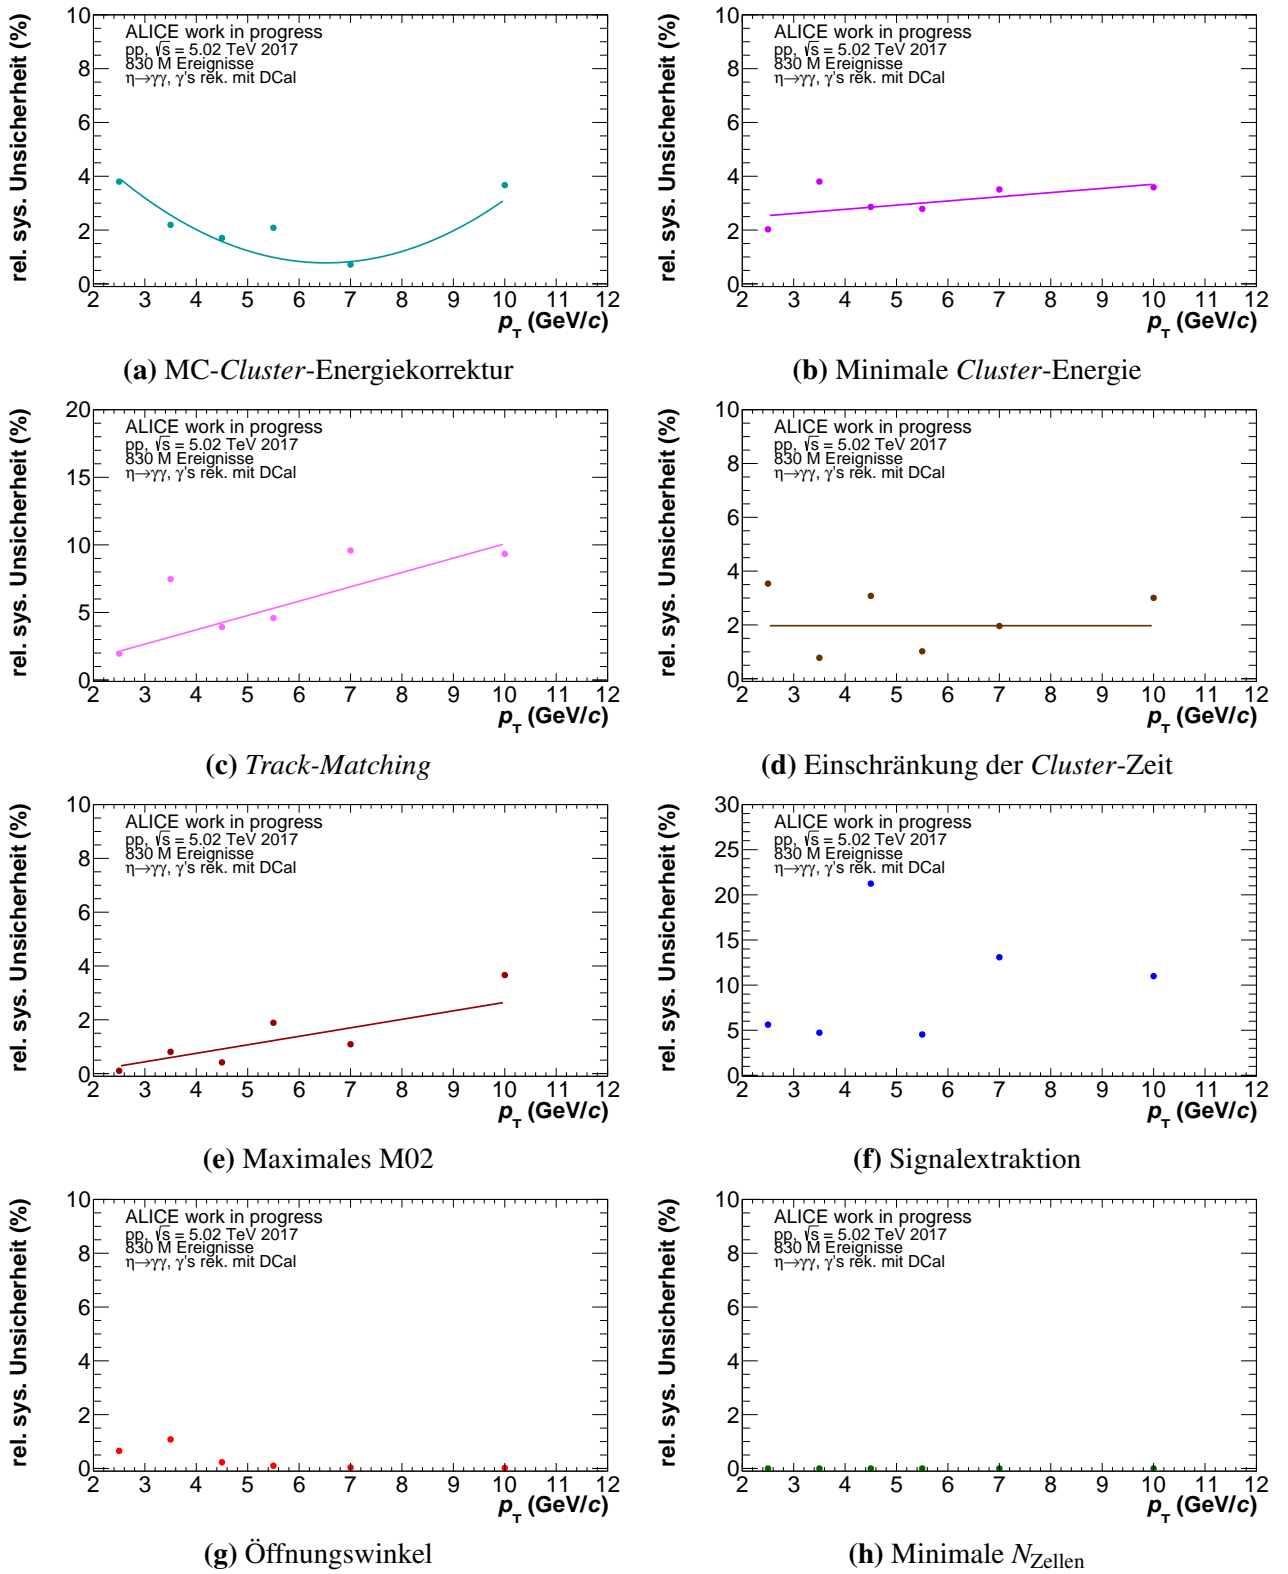 rel. sys. Unsicherheit (%)
10
8
6
4
2
0
ALICE work in progress
pp, √s = 5.02 TeV 2017
830 M Ereignisse
η→γγ, γ's rek. mit DCal
2 3 4 5 6 7 8 9 10 11 12
p_T (GeV/c)
(a) MC-Cluster-Energiekorrektur
rel. sys. Unsicherheit (%)
10
8
6
4
2
0
ALICE work in progress
pp, √s = 5.02 TeV 2017
830 M Ereignisse
η→γγ, γ's rek. mit DCal
2 3 4 5 6 7 8 9 10 11 12
p_T (GeV/c)
(b) Minimale Cluster-Energie
rel. sys. Unsicherheit (%)
20
15
10
5
0
ALICE work in progress
pp, √s = 5.02 TeV 2017
830 M Ereignisse
η→γγ, γ's rek. mit DCal
2 3 4 5 6 7 8 9 10 11 12
p_T (GeV/c)
(c) Track-Matching
rel. sys. Unsicherheit (%)
10
8
6
4
2
0
ALICE work in progress
pp, √s = 5.02 TeV 2017
830 M Ereignisse
η→γγ, γ's rek. mit DCal
2 3 4 5 6 7 8 9 10 11 12
p_T (GeV/c)
(d) Einschränkung der Cluster-Zeit
rel. sys. Unsicherheit (%)
10
8
6
4
2
0
ALICE work in progress
pp, √s = 5.02 TeV 2017
830 M Ereignisse
η→γγ, γ's rek. mit DCal
2 3 4 5 6 7 8 9 10 11 12
p_T (GeV/c)
(e) Maximales M02
rel. sys. Unsicherheit (%)
30
25
20
15
10
5
0
ALICE work in progress
pp, √s = 5.02 TeV 2017
830 M Ereignisse
η→γγ, γ's rek. mit DCal
2 3 4 5 6 7 8 9 10 11 12
p_T (GeV/c)
(f) Signalextraktion
rel. sys. Unsicherheit (%)
10
8
6
4
2
0
ALICE work in progress
pp, √s = 5.02 TeV 2017
830 M Ereignisse
η→γγ, γ's rek. mit DCal
2 3 4 5 6 7 8 9 10 11 12
p_T (GeV/c)
(g) Öffnungswinkel
rel. sys. Unsicherheit (%)
10
8
6
4
2
0
ALICE work in progress
pp, √s = 5.02 TeV 2017
830 M Ereignisse
η→γγ, γ's rek. mit DCal
2 3 4 5 6 7 8 9 10 11 12
p_T (GeV/c)
(h) Minimale N_Zellen